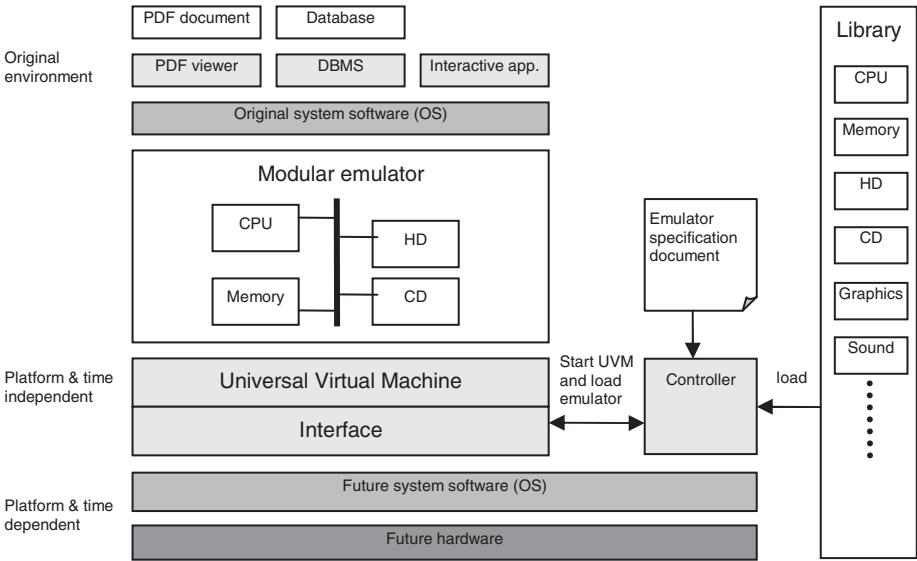 PDF document
Database
Library
Original
environment
PDF viewer
DBMS
Interactive app.
CPU
Original system software (OS)
Memory
Modular emulator
HD
CPU
HD
Emulator
specification
document
CD
Memory
CD
Graphics
Sound
Platform & time
independent
Universal Virtual Machine
Start UVM
and load
emulator
Controller
load
Interface
Future system software (OS)
Platform & time
dependent
Future hardware